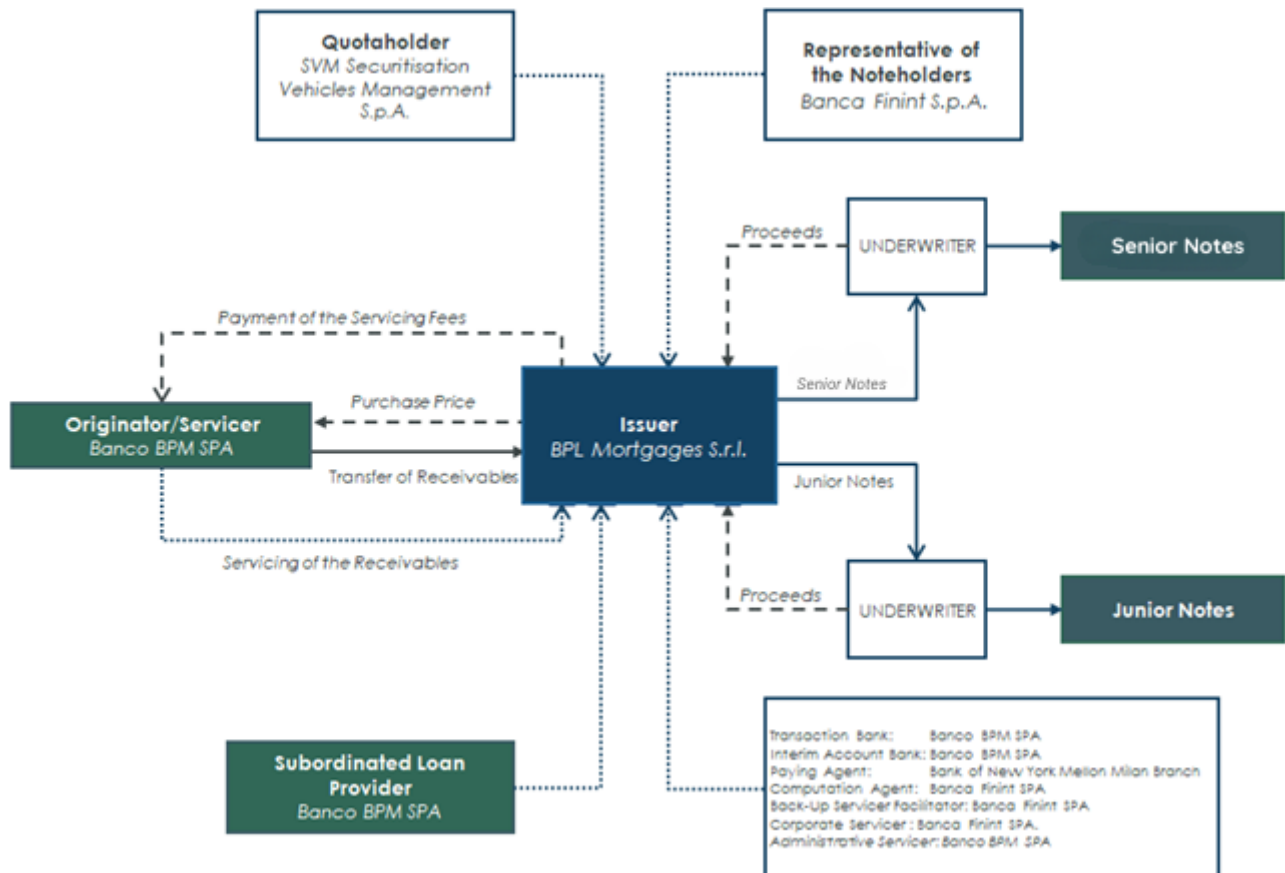 Quotaholder
SVM Securitisation
Vehicles Management
S.p.A.
Representative of
the Noteholders
Banca Finint S.p.A.
Proceeds
UNDERWRITER
Senior Notes
Payment of the Servicing Fees
Senior Notes
Purchase Price
Originator/Servicer
Banco BPM SPA
Issuer
BPL Mortgages S.r.l.
Transfer of Receivables
Junior Notes
Servicing of the Receivables
Proceeds
UNDERWRITER
Junior Notes
Subordinated Loan
Provider
Banco BPM SPA
Transaction Bank: Banco BPM SPA
Interim Account Bank: Banco BPM SPA
Paying Agent: Bank of New York Mellon Milan Branch
Computation Agent: Banca Finint SPA
Back-Up Servicer Facilitator: Banca Finint SPA
Corporate Servicer : Banca Finint SPA.
Administrative Servicer: Banco BPM SPA